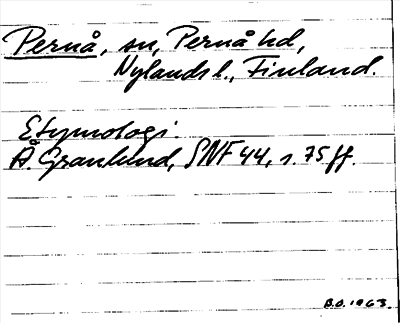 Pernå, sn, Pernå hd,
Nylands l., Finland.
Etymologi.
Å. Granlund, SNF 44, s. 75 ff.
B.O. 1963.